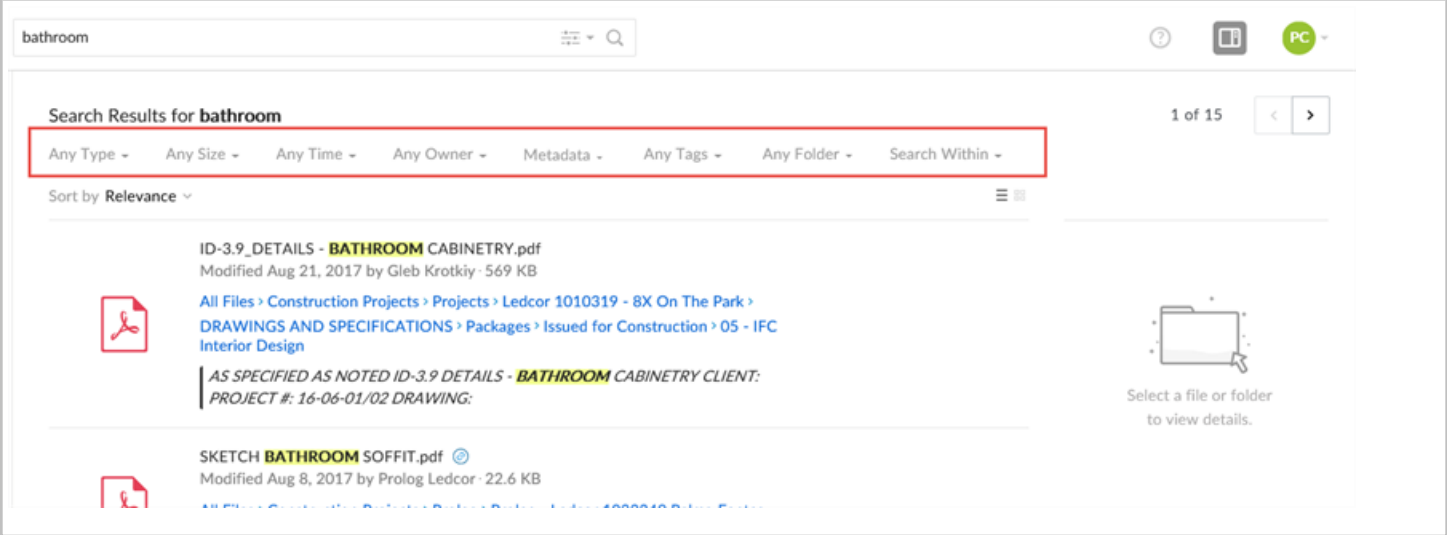 bathroom
PC
Search Results for bathroom
1 of 15
Any Type Any Size Any Time Any Owner Metadata Any Tags Any Folder Search Within
Sort by Relevance
ID-3.9_DETAILS - BATHROOM CABINETRY.pdf
Modified Aug 21, 2017 by Gleb Krotkiy · 569 KB
All Files › Construction Projects › Projects › Ledcor 1010319 - 8X On The Park ›
DRAWINGS AND SPECIFICATIONS › Packages › Issued for Construction › 05 - IFC
Interior Design
AS SPECIFIED AS NOTED ID-3.9 DETAILS - BATHROOM CABINETRY CLIENT:
PROJECT #: 16-06-01/02 DRAWING:
Select a file or folder
to view details.
SKETCH BATHROOM SOFFIT.pdf
Modified Aug 8, 2017 by Prolog Ledcor · 22.6 KB